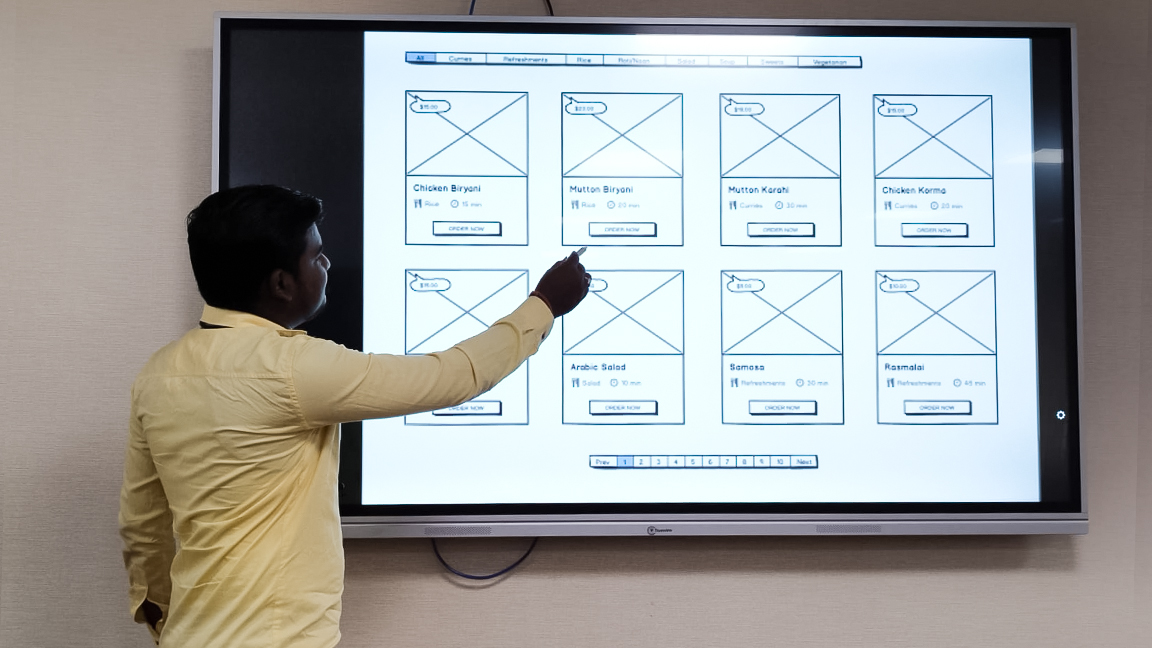 All Curries Refreshments Rice Roti/Naan Salad Soup Sweets Vegetarian
$15.00 $20.00 $18.00 $15.00
Chicken Biryani Mutton Biryani Mutton Karahi Chicken Korma
Rice 15 min Rice 20 min Curries 30 min Curries 20 min
ORDER NOW ORDER NOW ORDER NOW ORDER NOW
$15.00 $5.00 $10.00
Arabic Salad Samosa Rasmalai
Salad 10 min Refreshments 30 min Refreshments 45 min
ORDER NOW ORDER NOW ORDER NOW ORDER NOW
Prev 1 2 3 4 5 6 7 8 9 10 Next